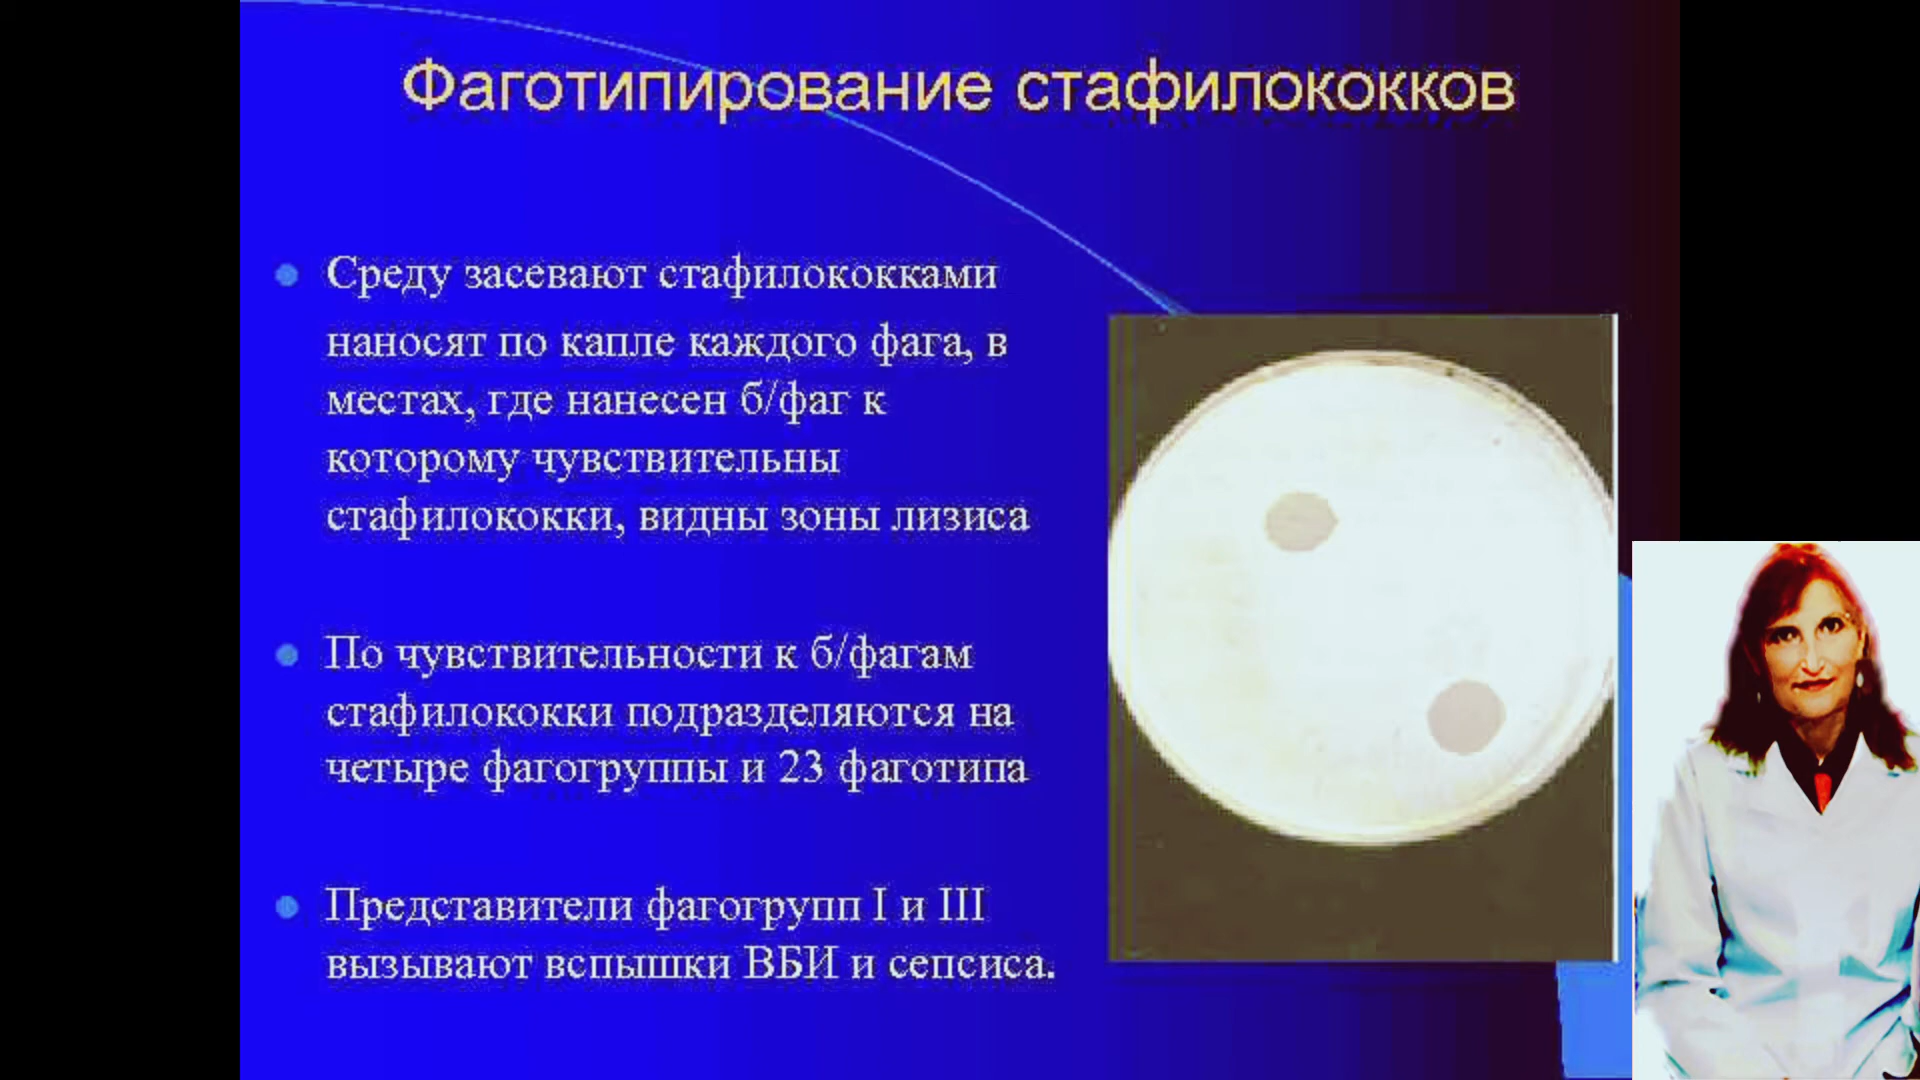 Фаготипирование стафилококков
Среду засевают стафилококками
наносят по капле каждого фага, в
местах, где нанесен б/фаг к
которому чувствительны
стафилококки, видны зоны лизиса
По чувствительности к б/фагам
стафилококки подразделяются на
четыре фагогруппы и 23 фаготипа
Представители фагогрупп I и III
вызывают вспышки ВБИ и сепсиса.